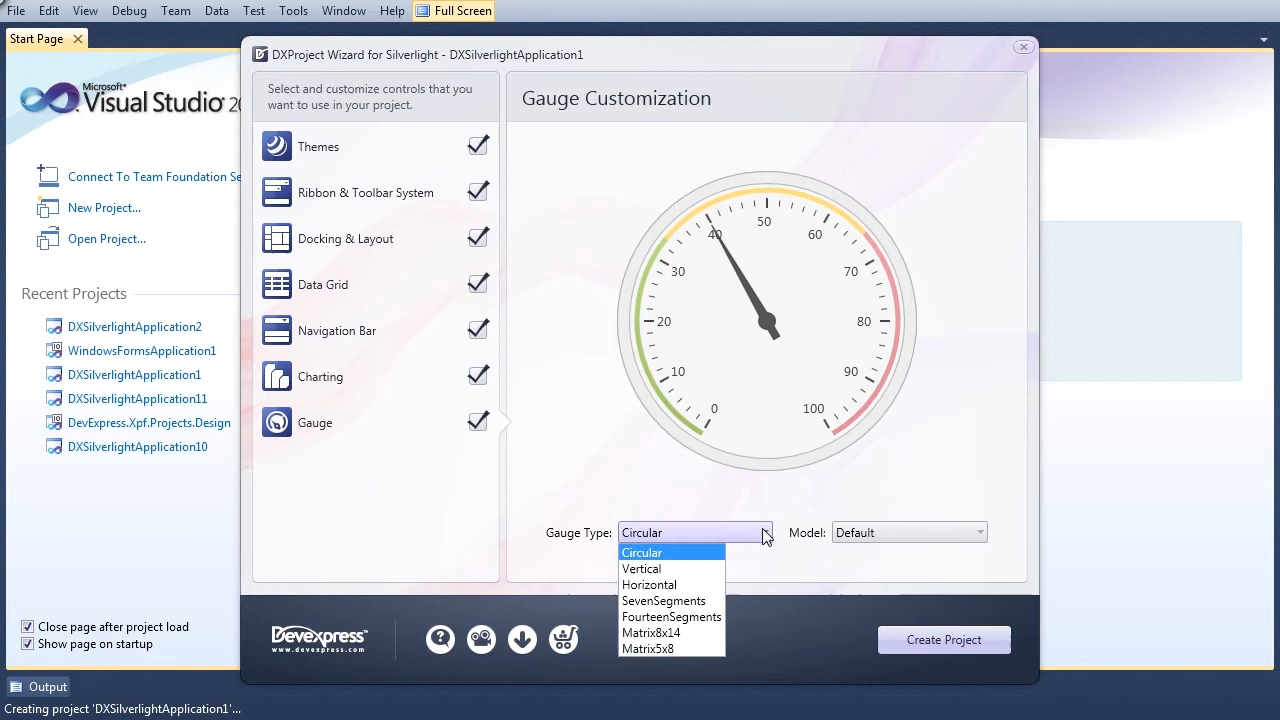 File Edit View Debug Team Data Test Tools Window Help Full Screen
Start Page
Microsoft®
Visual Studio
Connect To Team Foundation Se
New Project...
Open Project...
Recent Projects
DXSilverlightApplication2
WindowsFormsApplication1
DXSilverlightApplication1
DXSilverlightApplication11
DevExpress.Xpf.Projects.Design
DXSilverlightApplication10
Close page after project load
Show page on startup
Output
Creating project 'DXSilverlightApplication1'...
DXProject Wizard for Silverlight - DXSilverlightApplication1
Select and customize controls that you
want to use in your project.
Themes
Ribbon & Toolbar System
Docking & Layout
Data Grid
Navigation Bar
Charting
Gauge
Gauge Customization
0
10
20
30
40
50
60
70
80
90
100
Gauge Type: Circular
Model: Default
Circular
Vertical
Horizontal
SevenSegments
FourteenSegments
Matrix8x14
Matrix5x8
DevExpress
www.devexpress.com
Create Project